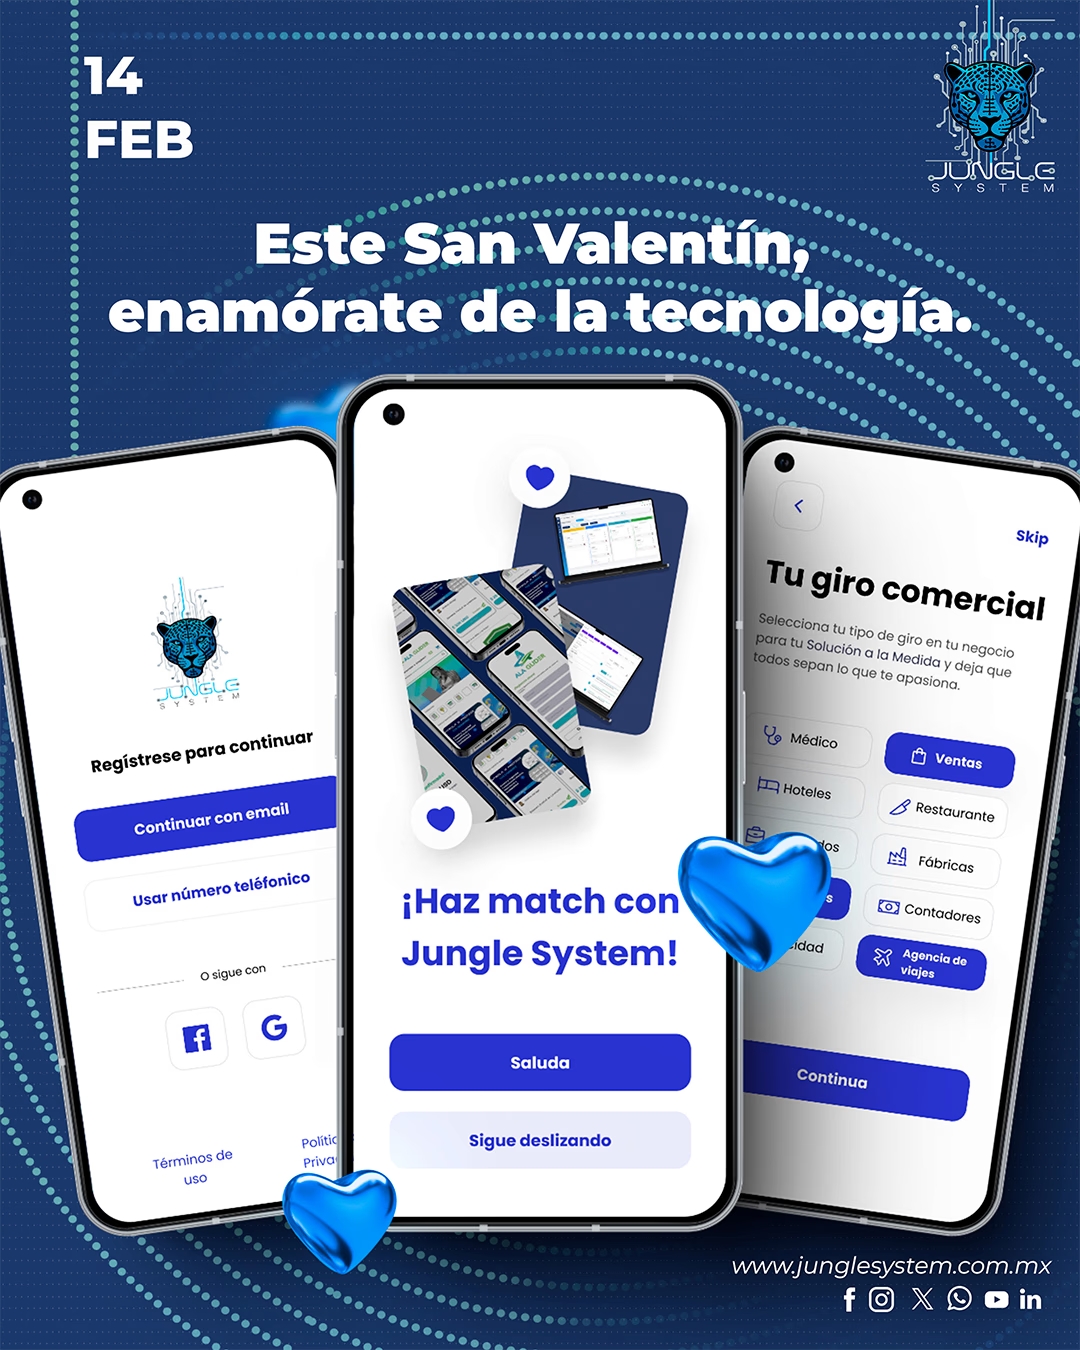 14
FEB
JUNGLE
SYSTEM
Este San Valentín,
enamórate de la tecnología.
JUNGLE
SYSTEM
Regístrese para continuar
Continuar con email
Usar número teléfonico
O sigue con
Términos de
uso
ALA GLIDER
¡Haz match con
Jungle System!
Saluda
Sigue deslizando
Skip
Tu giro comercial
Selecciona tu tipo de giro en tu negocio
para tu Solución a la Medida y deja que
todos sepan lo que te apasiona.
Médico
Ventas
Hoteles
Restaurante
Fábricas
Contadores
Agencia de
viajes
Continua
www.junglesystem.com.mx